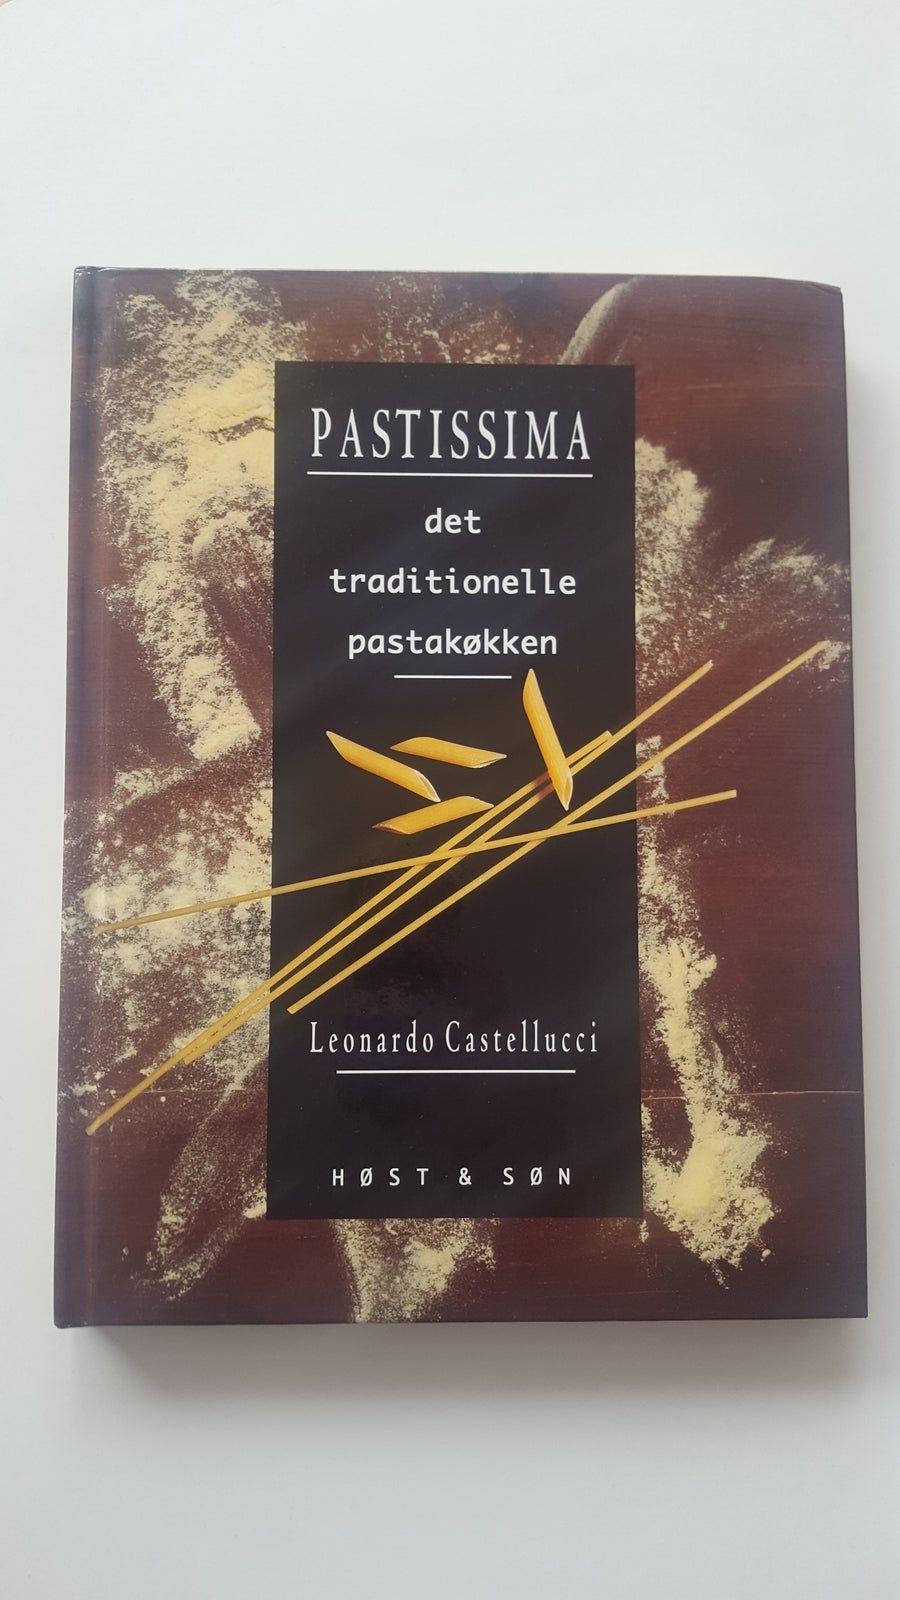 PASTISSIMA
det
traditionelle
pastakøkken
Leonardo Castellucci
HØST & SØN